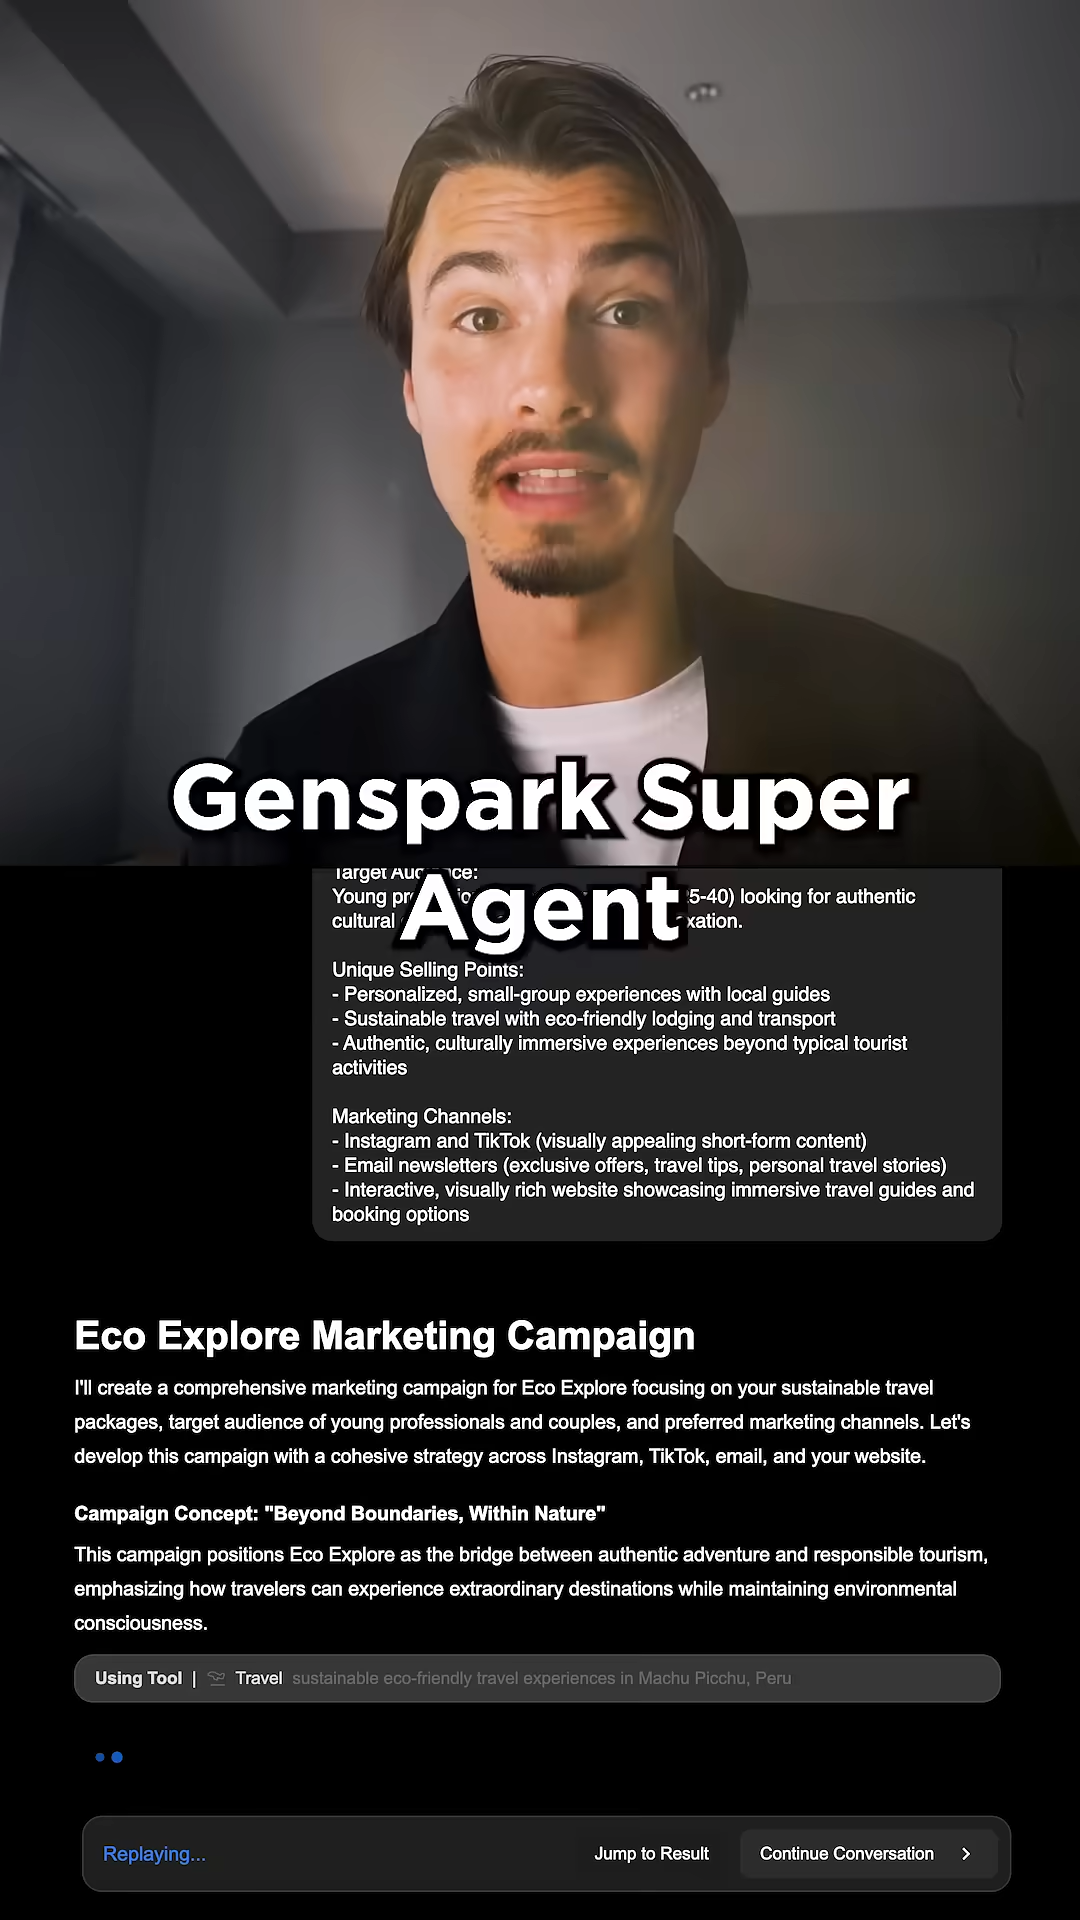 Genspark Super
Agent
Target
Young 25-40) looking for authentic
cultural
Unique Selling Points:
- Personalized, small-group experiences with local guides
- Sustainable travel with eco-friendly lodging and transport
- Authentic, culturally immersive experiences beyond typical tourist
activities
Marketing Channels:
- Instagram and TikTok (visually appealing short-form content)
- Email newsletters (exclusive offers, travel tips, personal travel stories)
- Interactive, visually rich website showcasing immersive travel guides and
booking options
Eco Explore Marketing Campaign
I'll create a comprehensive marketing campaign for Eco Explore focusing on your sustainable travel
packages, target audience of young professionals and couples, and preferred marketing channels. Let's
develop this campaign with a cohesive strategy across Instagram, TikTok, email, and your website.
Campaign Concept: "Beyond Boundaries, Within Nature"
This campaign positions Eco Explore as the bridge between authentic adventure and responsible tourism,
emphasizing how travelers can experience extraordinary destinations while maintaining environmental
consciousness.
Using Tool | Travel sustainable eco-friendly travel experiences in Machu Picchu, Peru
Replaying...
Jump to Result
Continue Conversation